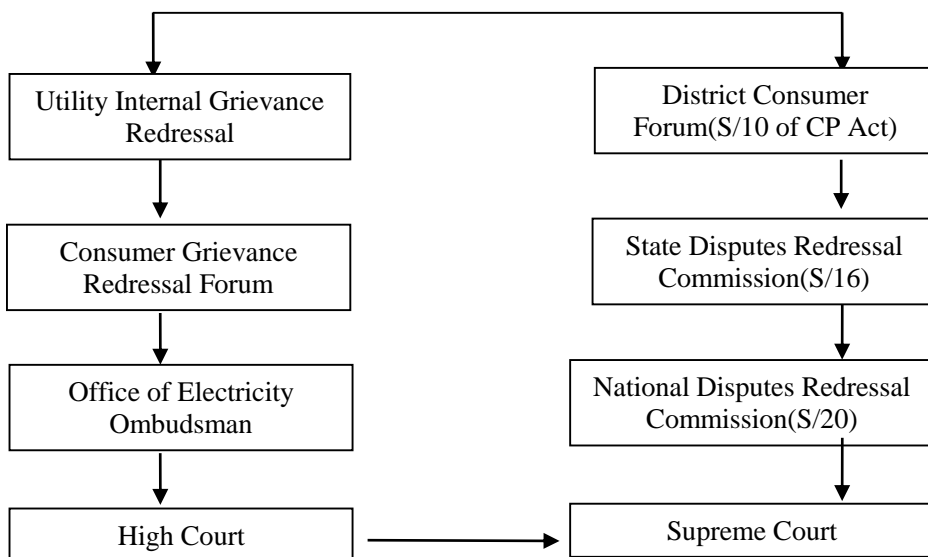 Utility Internal Grievance
Redressal
District Consumer
Forum(S/10 of CP Act)
Consumer Grievance
Redressal Forum
State Disputes Redressal
Commission(S/16)
Office of Electricity
Ombudsman
National Disputes Redressal
Commission(S/20)
High Court
Supreme Court